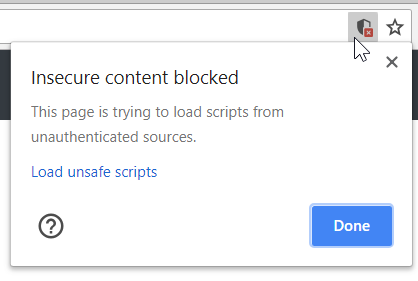 Insecure content blocked
This page is trying to load scripts from
unauthenticated sources.
Load unsafe scripts
Done